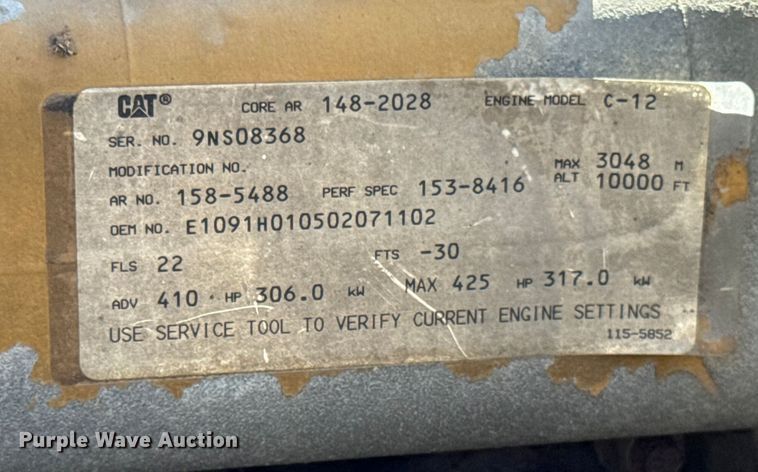 CAT® CORE AR 148-2028 ENGINE MODEL C-12
SER. NO. 9NS08368
MODIFICATION NO.
AR NO. 158-5488 PERF SPEC 153-8416 MAX ALT 3048 M 10000 FT
OEM NO. E1091H010502071102
FLS 22 FTS -30
ADV 410 HP 306.0 kW MAX 425 HP 317.0 kW
USE SERVICE TOOL TO VERIFY CURRENT ENGINE SETTINGS
115-5852
Purple Wave Auction